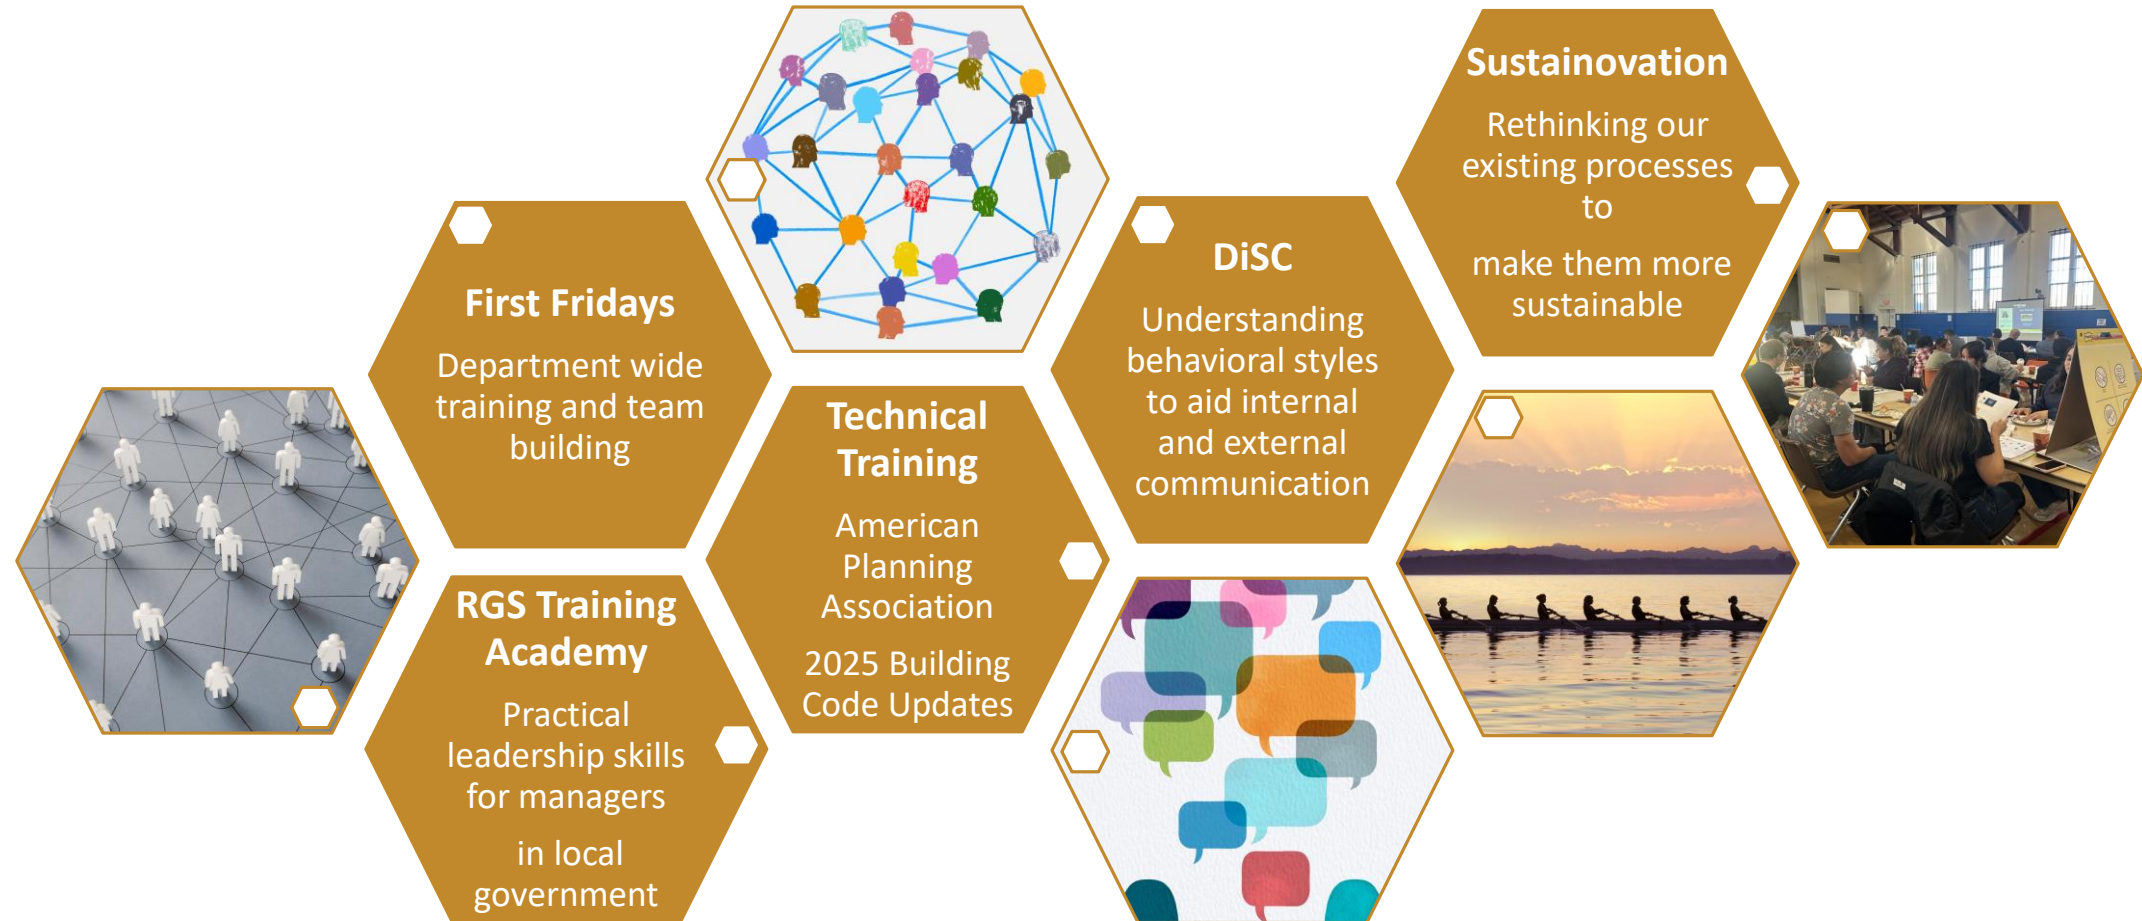 First Fridays
Department wide
training and team
building
RGS Training
Academy
Practical
leadership skills
for managers
in local
government
Technical
Training
American
Planning
Association
2025 Building
Code Updates
DiSC
Understanding
behavioral styles
to aid internal
and external
communication
Sustainovation
Rethinking our
existing processes
to
make them more
sustainable